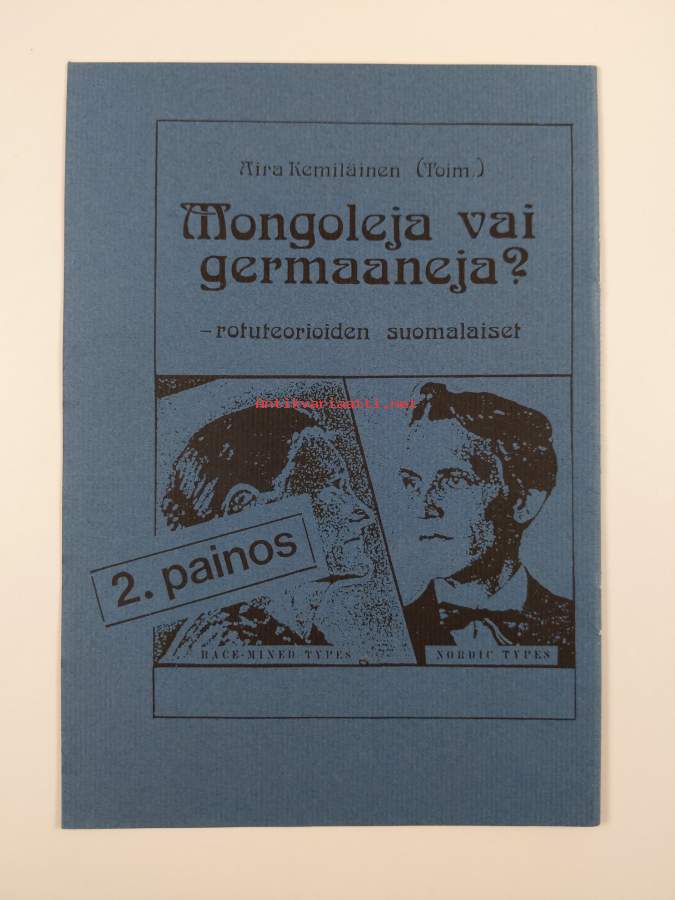 Aira Kemiläinen (Toim.)
Mongoleja vai
germaaneja?
–rotuteorioiden suomalaiset
Antikvariaatti.net
2. painos
RACE-MIXED TYPES
NORDIC TYPES